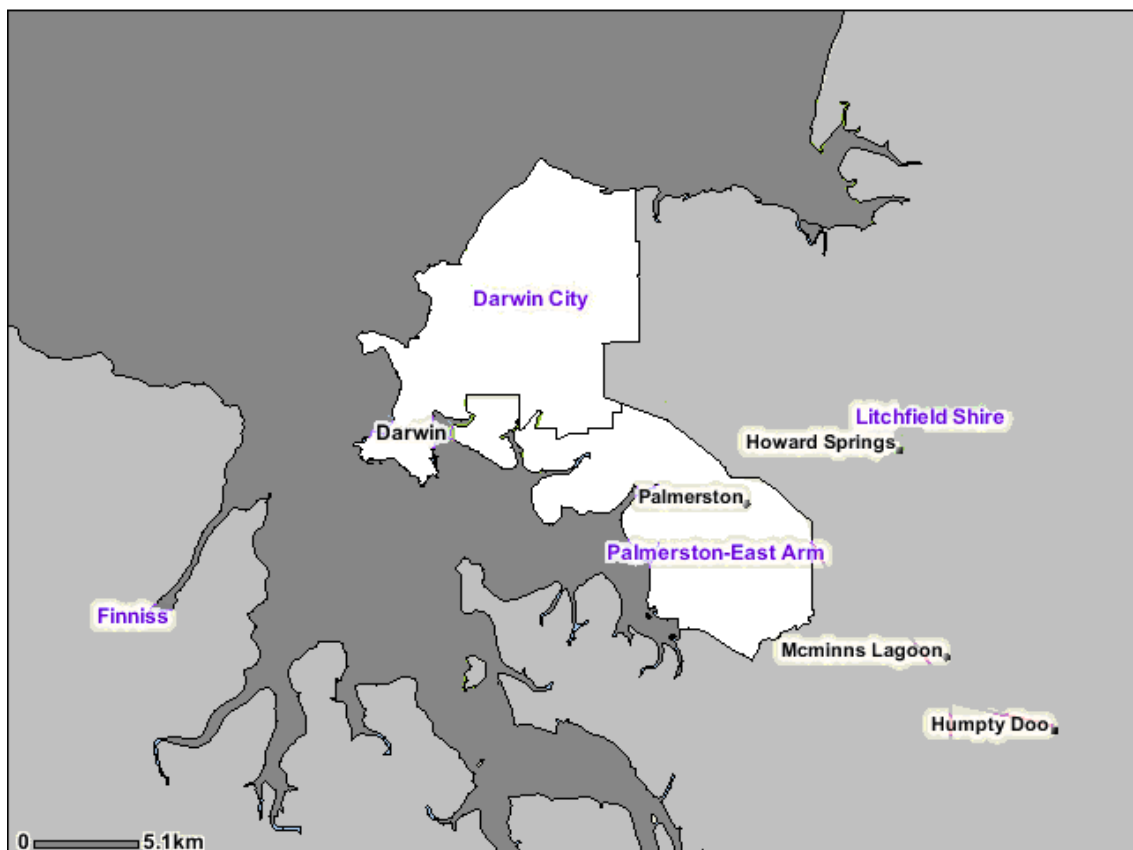 Darwin City
Litchfield Shire
Darwin
Howard Springs
Palmerston
Palmerston-East Arm
Finniss
Mcminns Lagoon
Humpty Doo
0 5.1km